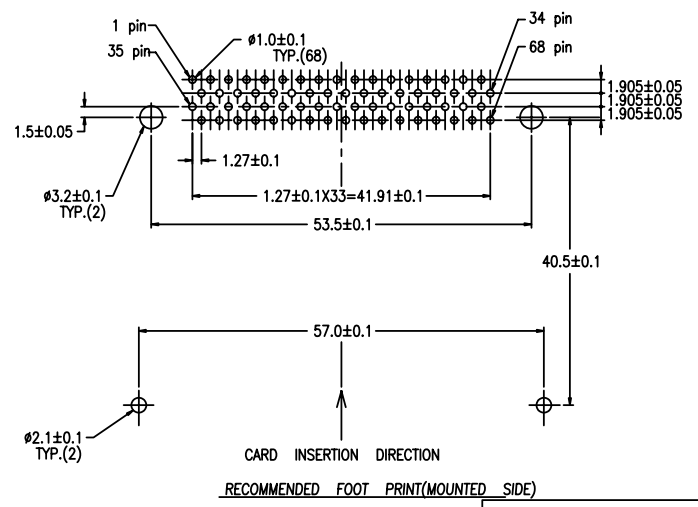 1 pin
34 pin
ø1.0±0.1
TYP.(68)
35 pin
68 pin
1.905±0.05
1.905±0.05
1.905±0.05
1.5±0.05
1.27±0.1
ø3.2±0.1
TYP.(2)
1.27±0.1X33=41.91±0.1
53.5±0.1
40.5±0.1
57.0±0.1
ø2.1±0.1
TYP.(2)
CARD INSERTION DIRECTION
RECOMMENDED FOOT PRINT(MOUNTED SIDE)